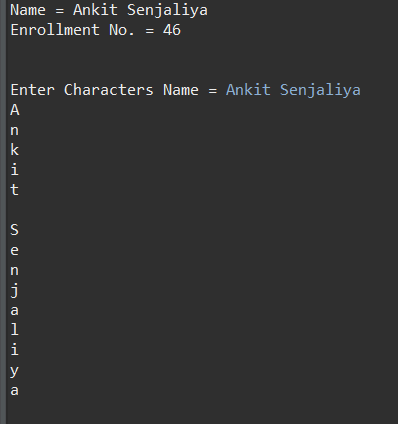 Name = Ankit Senjaliya
Enrollment No. = 46
Enter Characters Name = Ankit Senjaliya
A
n
k
i
t
S
e
n
j
a
l
i
y
a